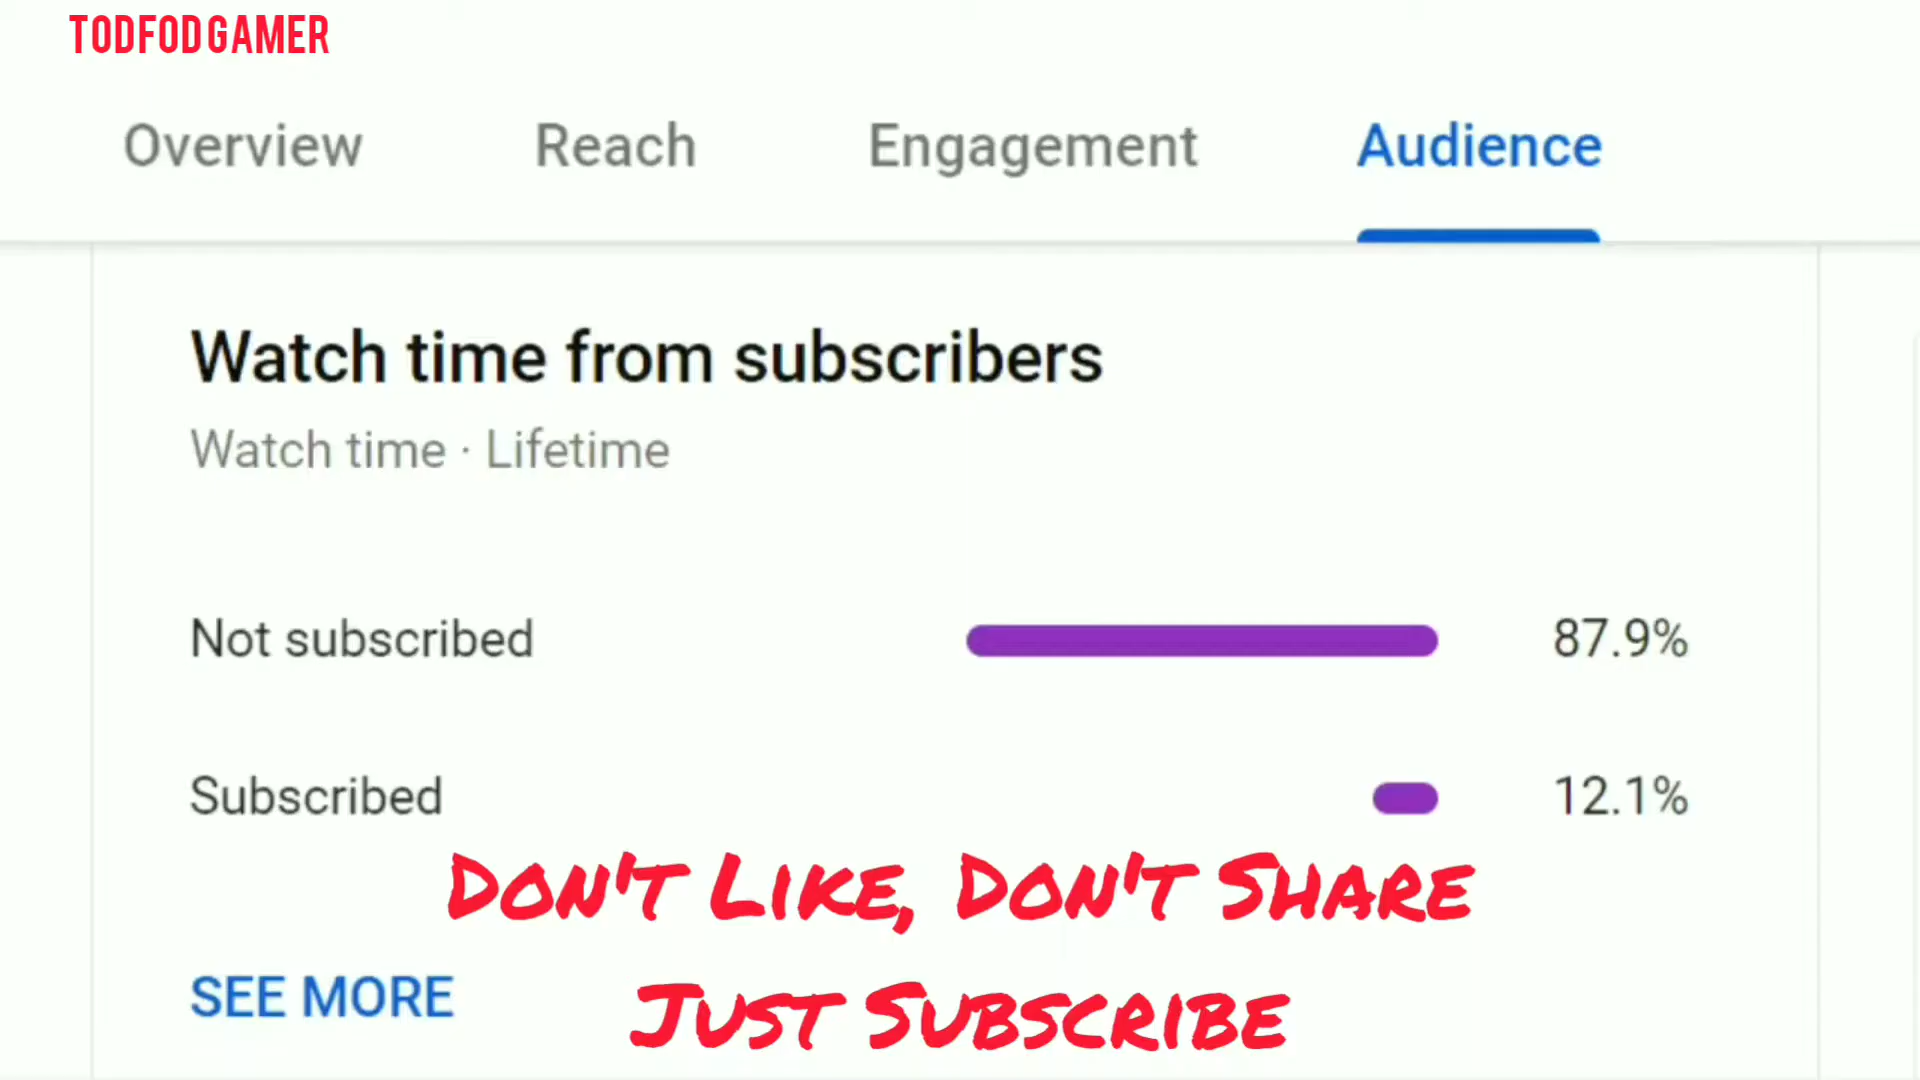 TODFOD GAMER
Overview Reach Engagement Audience
Watch time from subscribers
Watch time · Lifetime
Not subscribed 87.9%
Subscribed 12.1%
DON'T LIKE, DON'T SHARE
SEE MORE
JUST SUBSCRIBE